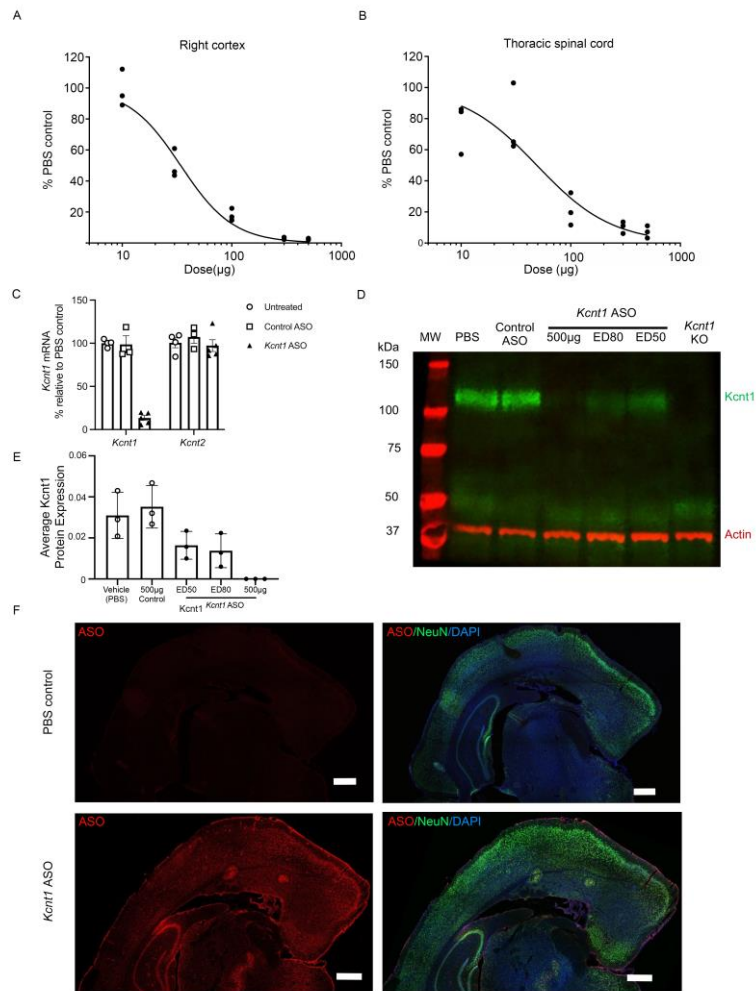 A
Right cortex
% PBS control
120
100
80
60
40
20
10
100
1000
Dose(µg)
B
Thoracic spinal cord
% PBS control
120
100
80
60
40
20
10
100
1000
Dose (µg)
C
Kcnt1 mRNA
% relative to PBS control
150
100
50
0
Kcnt1
Kcnt2
Untreated
Control ASO
Kcnt1 ASO
D
Kcnt1 ASO
MW
PBS
Control
ASO
500µg
ED80
ED50
Kcnt1
KO
kDa
150
100
75
50
37
Kcnt1
Actin
E
Average Kcnt1
Protein Expression
0.06
0.04
0.02
0
Vehicle
(PBS)
500µg
Control
ED50
ED80
500µg
Kcnt1 Kcnt1 ASO
F
PBS control
ASO
ASO/NeuN/DAPI
Kcnt1 ASO
ASO
ASO/NeuN/DAPI